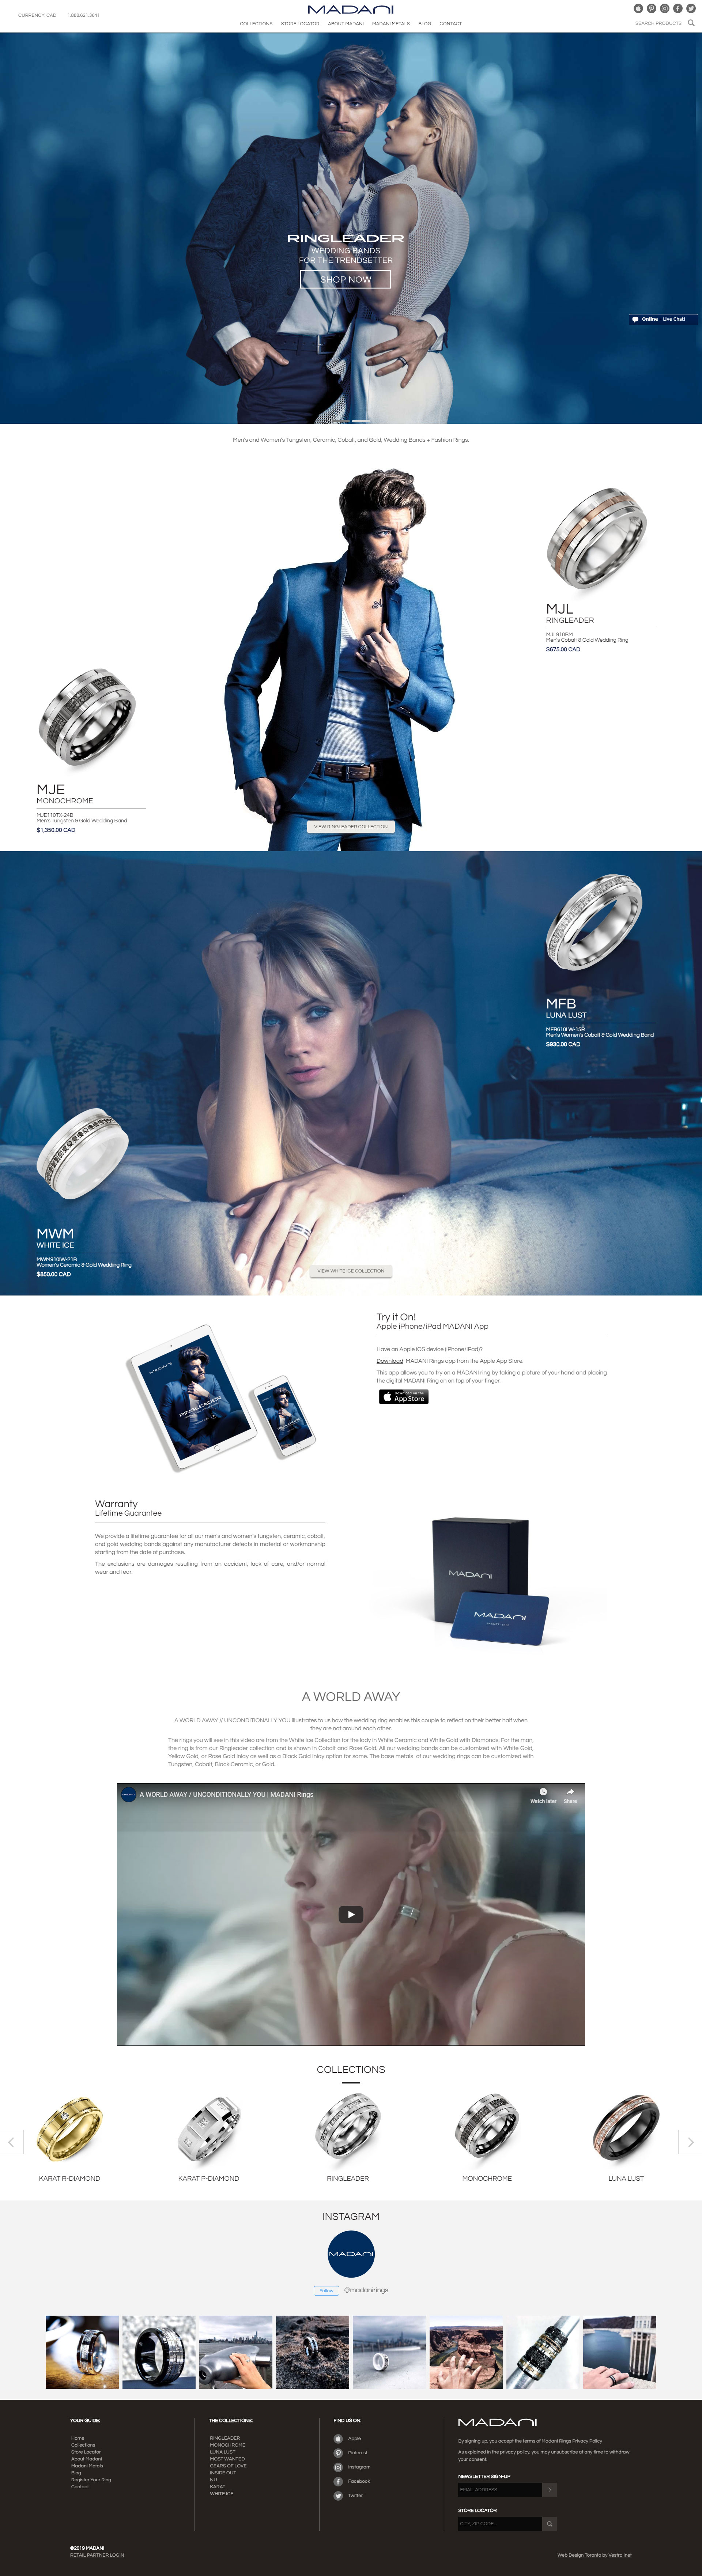 CURRENCY: CAD
1.888.621.3641
MADANI
COLLECTIONS STORE LOCATOR ABOUT MADANI MADANI METALS BLOG CONTACT
SEARCH PRODUCTS
RINGLEADER
WEDDING BANDS
FOR THE TRENDSETTER
SHOP NOW
Online - Live Chat!
Men's and Women's Tungsten, Ceramic, Cobalt, and Gold, Wedding Bands + Fashion Rings.
MJL
RINGLEADER
MJL910BM
Men's Cobalt & Gold Wedding Ring
$675.00 CAD
MJE
MONOCHROME
MJE110TX-24B
Men's Tungsten & Gold Wedding Band
$1,350.00 CAD
VIEW RINGLEADER COLLECTION
MFB
LUNA LUST
MFB610LW-15R
Men's Women's Cobalt & Gold Wedding Band
$930.00 CAD
MWM
WHITE ICE
MWM910IW-21B
Women's Ceramic & Gold Wedding Ring
$850.00 CAD
VIEW WHITE ICE COLLECTION
MADANI
RINGLEADER
RINGLEADER
Try it On!
Apple iPhone/iPad MADANI App
Have an Apple iOS device (iPhone/iPad)?
Download MADANI Rings app from the Apple App Store.
This app allows you to try on a MADANI ring by taking a picture of your hand and placing
the digital MADANI Ring on on top of your finger.
Download on the
App Store
Warranty
Lifetime Guarantee
We provide a lifetime guarantee for all our men's and women's tungsten, ceramic, cobalt,
and gold wedding bands against any manufacturer defects in material or workmanship
starting from the date of purchase.
The exclusions are damages resulting from an accident, lack of care, and/or normal
wear and tear.
MADANI
MADANI
A WORLD AWAY
A WORLD AWAY // UNCONDITIONALLY YOU illustrates to us how the wedding ring enables this couple to reflect on their better half when
they are not around each other.
The rings you will see in this video are from the White Ice Collection for the lady in White Ceramic and White Gold with Diamonds. For the man,
the ring is from our Ringleader collection and is shown in Cobalt and Rose Gold. All our wedding bands can be customized with White Gold,
Yellow Gold, or Rose Gold inlay as well as a Black Gold inlay option for some. The base metals of our wedding rings can be customized with
Tungsten, Cobalt, Black Ceramic, or Gold.
A WORLD AWAY / UNCONDITIONALLY YOU | MADANI Rings
Watch later
Share
COLLECTIONS
KARAT R-DIAMOND
KARAT P-DIAMOND
RINGLEADER
MONOCHROME
LUNA LUST
INSTAGRAM
MADANI
Follow @madanirings
YOUR GUIDE:
Home
Collections
Store Locator
About Madani
Madani Metals
Blog
Register Your Ring
Contact
THE COLLECTIONS:
RINGLEADER
MONOCHROME
LUNA LUST
MOST WANTED
GEARS OF LOVE
INSIDE OUT
NU
KARAT
WHITE ICE
FIND US ON:
Apple
Pinterest
Instagram
Facebook
Twitter
MADANI
By signing up, you accept the terms of Madani Rings Privacy Policy
As explained in the privacy policy, you may unsubscribe at any time to withdraw
your consent.
NEWSLETTER SIGN-UP
EMAIL ADDRESS
STORE LOCATOR
CITY, ZIP CODE...
©2019 MADANI
RETAIL PARTNER LOGIN
Web Design Toronto by Vestra Inet